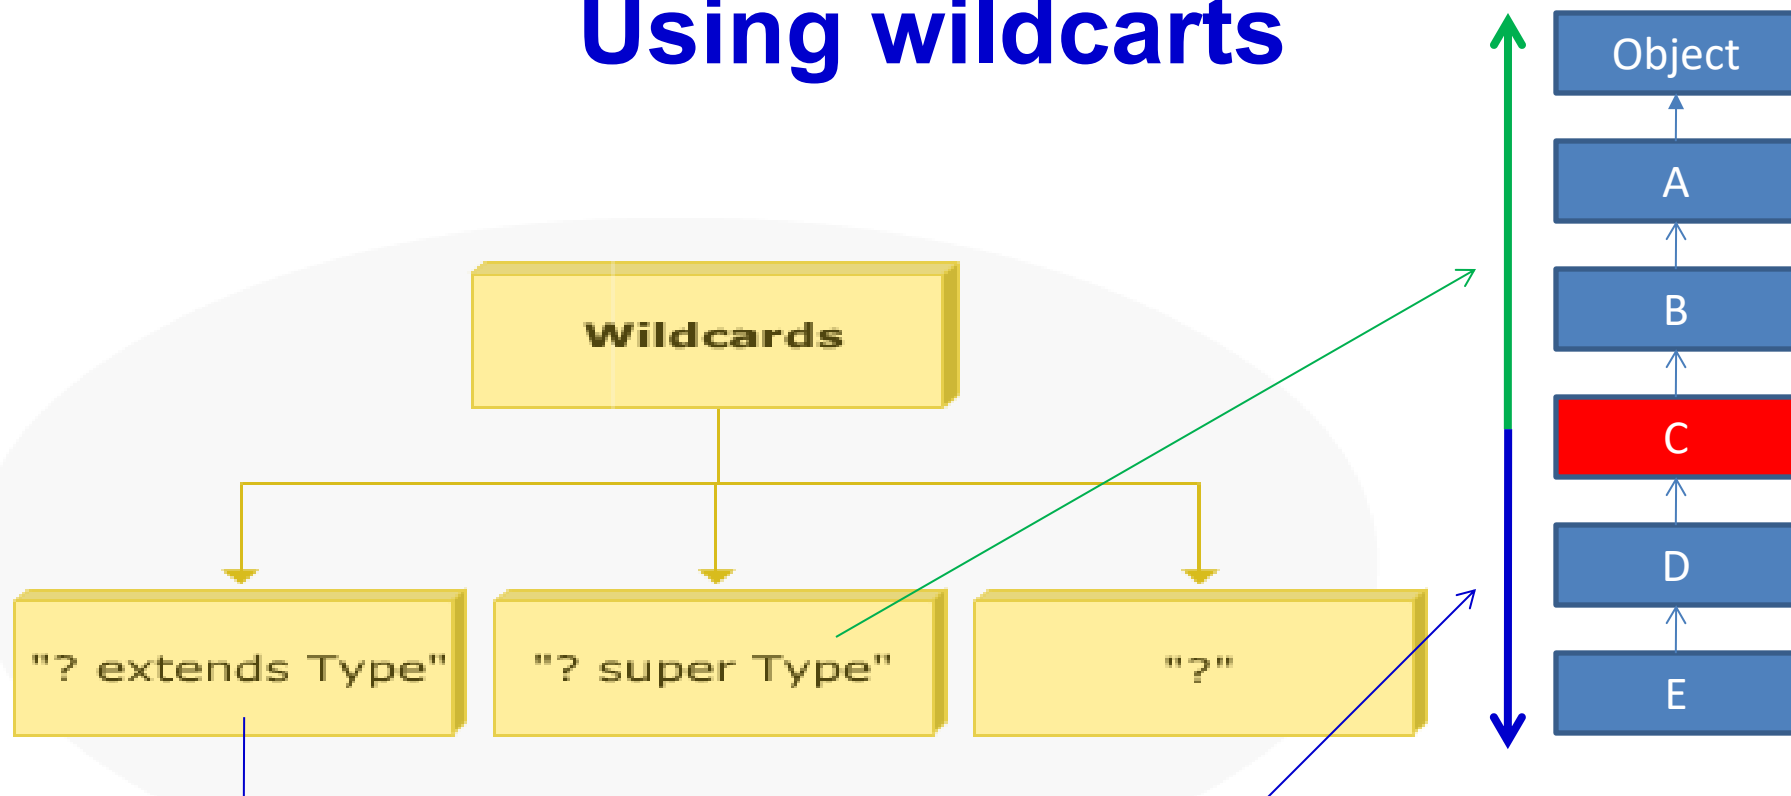 Using wildcarts
Object
A
B
C
D
E
Wildcards
"? extends Type"
"? super Type"
"?"